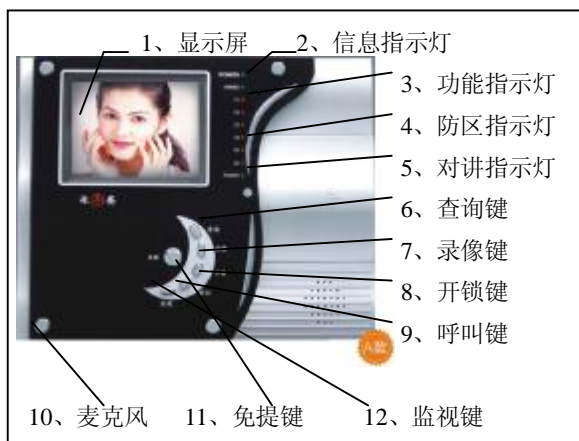 1、显示屏
2、信息指示灯
3、功能指示灯
4、防区指示灯
5、对讲指示灯
6、查询键
7、录像键
8、开锁键
9、呼叫键
A款
10、麦克风
11、免提键
12、监视键